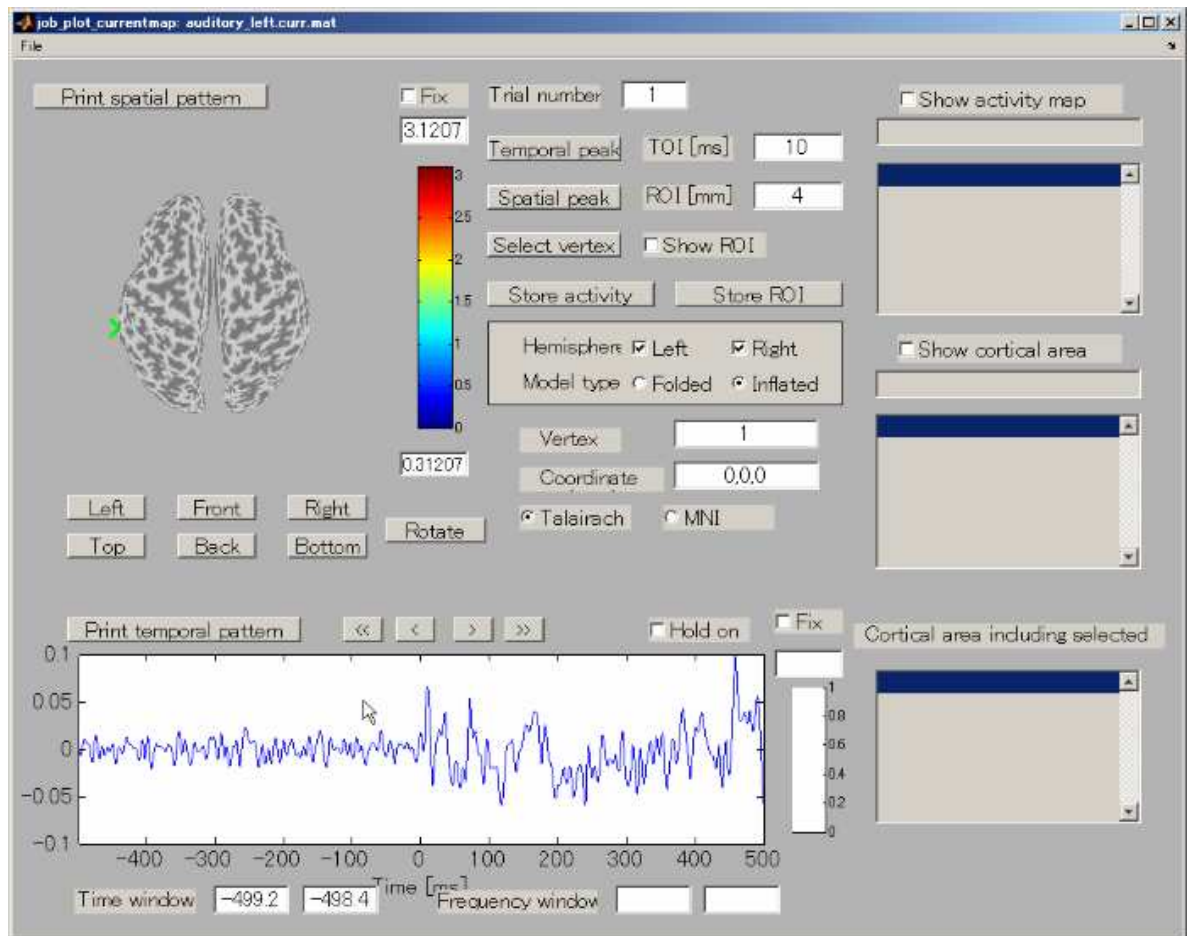 job_plot_currentmap: auditory_left.curr.mat
File
Print spatial pattern
Fix
3.1207
3
2.5
2
1.5
1
0.5
0
0.31207
Trial number 1
Temporal peak TOI [ms] 10
Spatial peak ROI [mm] 4
Select vertex Show ROI
Store activity Store ROI
Hemisphere Left Right
Model type Folded Inflated
Vertex 1
Coordinate 0,0,0
Talairach MNI
Show activity map
Show cortical area
Left Front Right
Top Back Bottom
Rotate
Print temporal pattern << < > >> Hold on Fix
Cortical area including selected
0.1
0.05
0
-0.05
-0.1
-400 -300 -200 -100 0 100 200 300 400 500
Time [ms]
1
0.8
0.6
0.4
0.2
0
Time window -499.2 -498.4 Frequency window